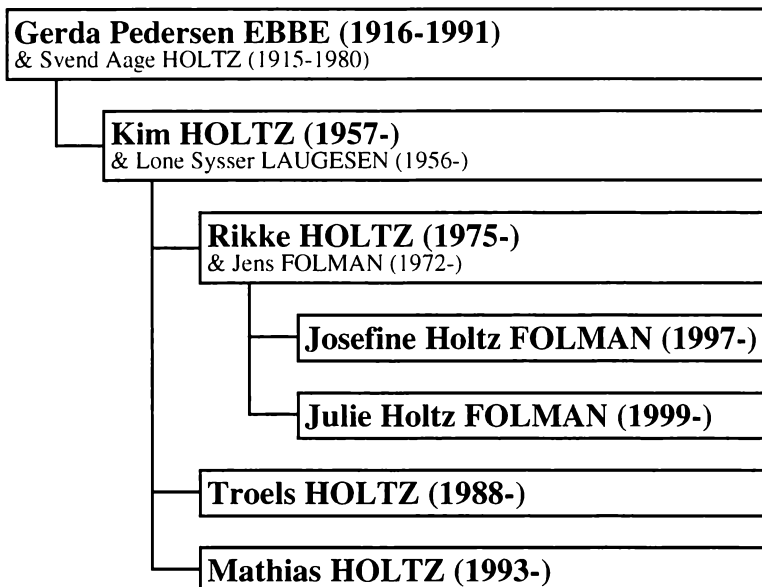 Gerda Pedersen EBBE (1916-1991)
& Svend Aage HOLTZ (1915-1980)
Kim HOLTZ (1957-)
& Lone Sysser LAUGESEN (1956-)
Rikke HOLTZ (1975-)
& Jens FOLMAN (1972-)
Josefine Holtz FOLMAN (1997-)
Julie Holtz FOLMAN (1999-)
Troels HOLTZ (1988-)
Mathias HOLTZ (1993-)